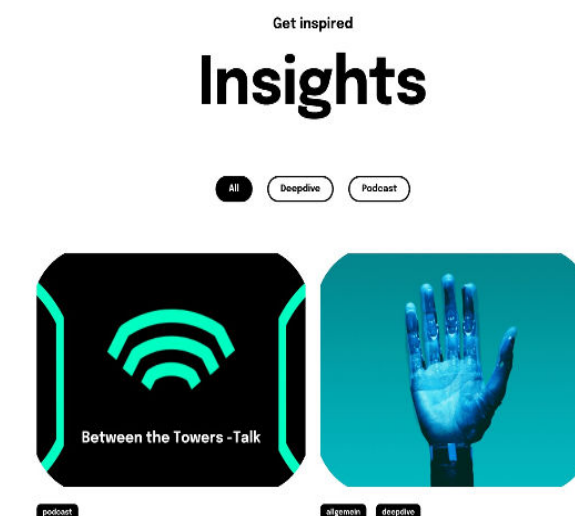 Get inspired
Insights
All Deepdive Podcast
Between the Towers -Talk
podcast allgemein deepdive